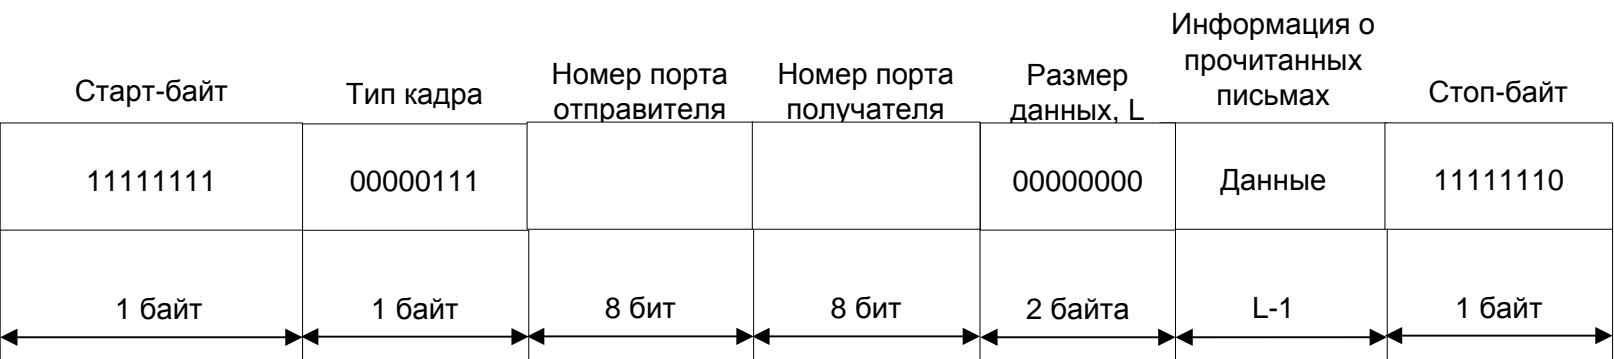 Старт-байт
Тип кадра
Номер порта
отправителя
Номер порта
получателя
Размер
данных, L
Информация о
прочитанных
письмах
Стоп-байт
11111111
00000111
00000000
Данные
11111110
1 байт
1 байт
8 бит
8 бит
2 байта
L-1
1 байт